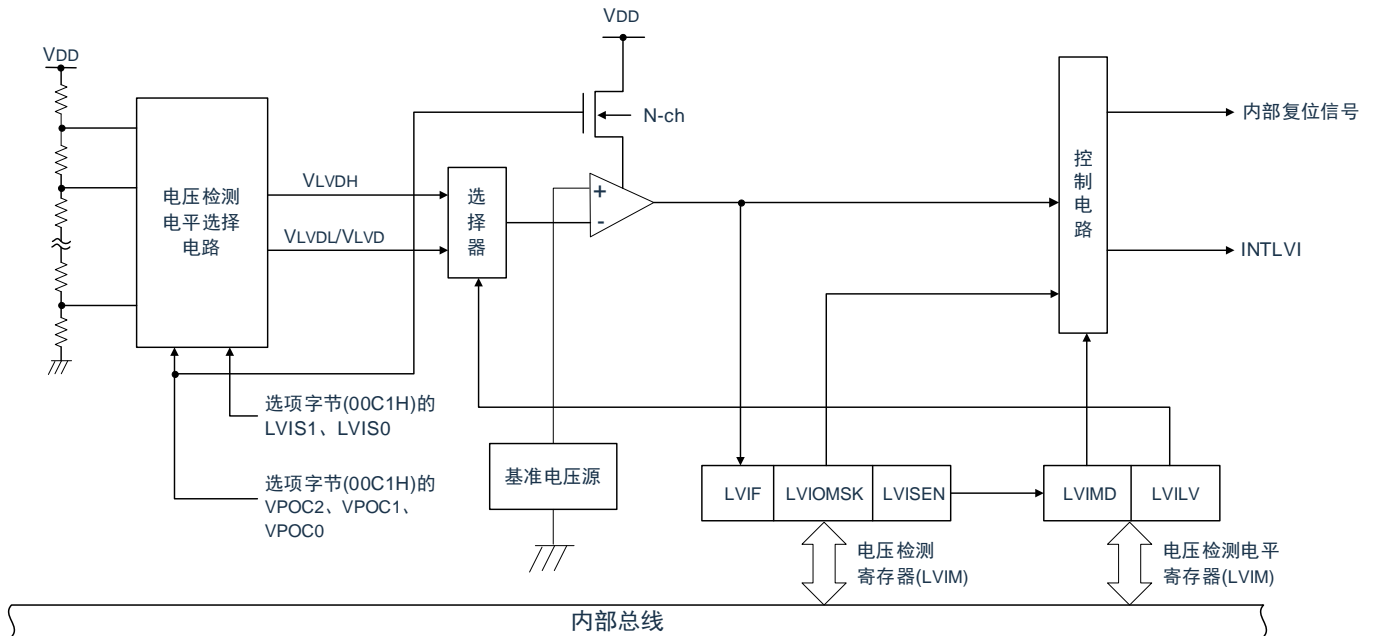 VDD
VDD
N-ch
电压检测
电平选择
电路
VLVDH
VLVDL/VLVD
选择器
+
-
控制电路
内部复位信号
INTLVI
选项字节(00C1H)的
LVIS1、LVIS0
选项字节(00C1H)的
VPOC2、VPOC1、
VPOC0
基准电压源
LVIF
LVIOMSK
LVISEN
LVIMD
LVILV
电压检测
寄存器(LVIM)
电压检测电平
寄存器(LVIM)
内部总线